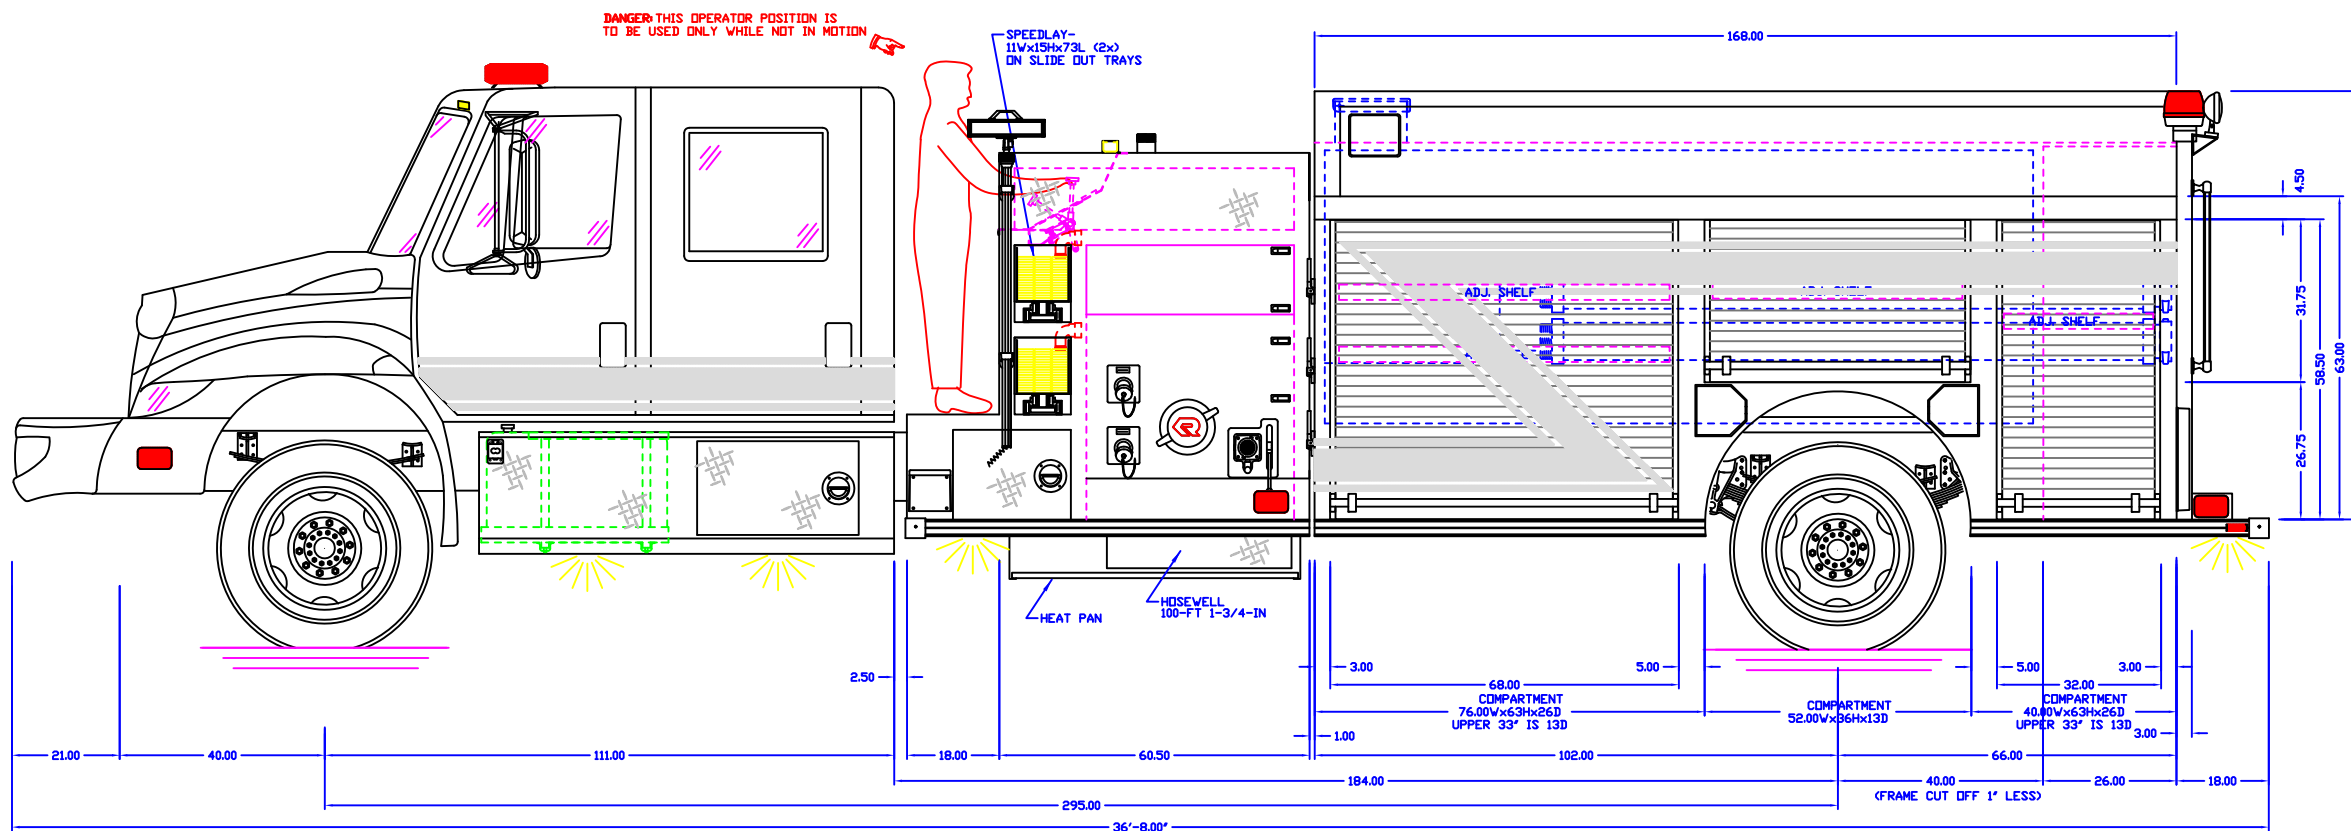 DANGER: THIS OPERATOR POSITION IS
TO BE USED ONLY WHILE NOT IN MOTION
SPEEDLAY-
11Wx15Hx73L (2x)
ON SLIDE OUT TRAYS
168.00
4.50
31.75
58.50
63.00
26.75
ADJ. SHELF
ADJ. SHELF
ADJ. SHELF
HEAT PAN
HOSEWELL
100-FT 1-3/4-IN
2.50
3.00
5.00
5.00
3.00
68.00
32.00
COMPARTMENT
76.00Wx63Hx26D
UPPER 33" IS 13D
COMPARTMENT
52.00Wx36Hx13D
COMPARTMENT
40.00Wx63Hx26D
UPPER 33" IS 13D
1.00
3.00
21.00
40.00
111.00
18.00
60.50
102.00
66.00
184.00
40.00
26.00
18.00
(FRAME CUT OFF 1" LESS)
295.00
36'-8.00"